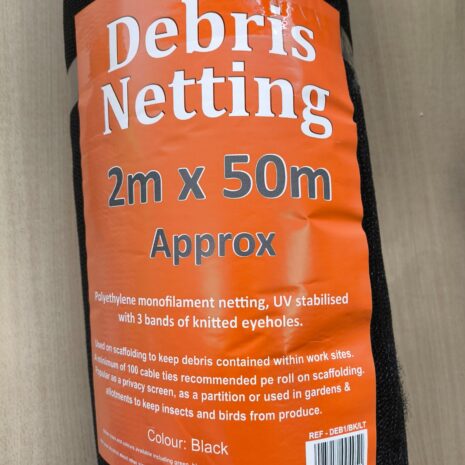 Debris
Netting
2m x 50m
Approx
Polyethylene monofilament netting, UV stabilised
with 3 bands of knitted eyeholes.
Used on scaffolding to keep debris contained within work sites.
A minimum of 100 cable ties recommended pe roll on scaffolding.
Popular as a privacy screen, as a partition or used in gardens &
allotments to keep insects and birds from produce.
Colour: Black
REF - DEB1/BK/LT